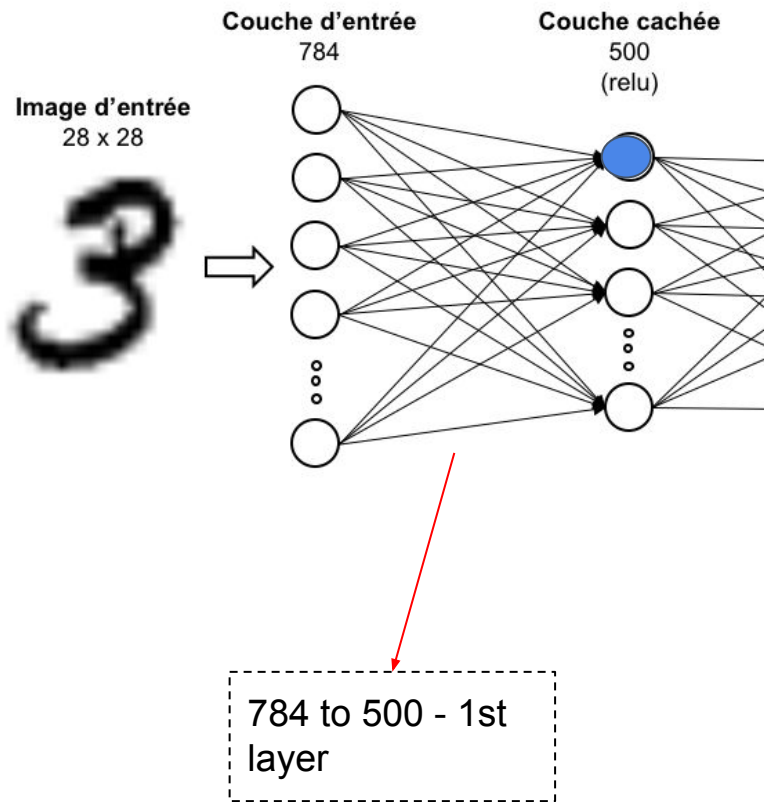 Couche d'entrée
784
Couche cachée
500
(relu)
Image d'entrée
28 x 28
784 to 500 - 1st
layer